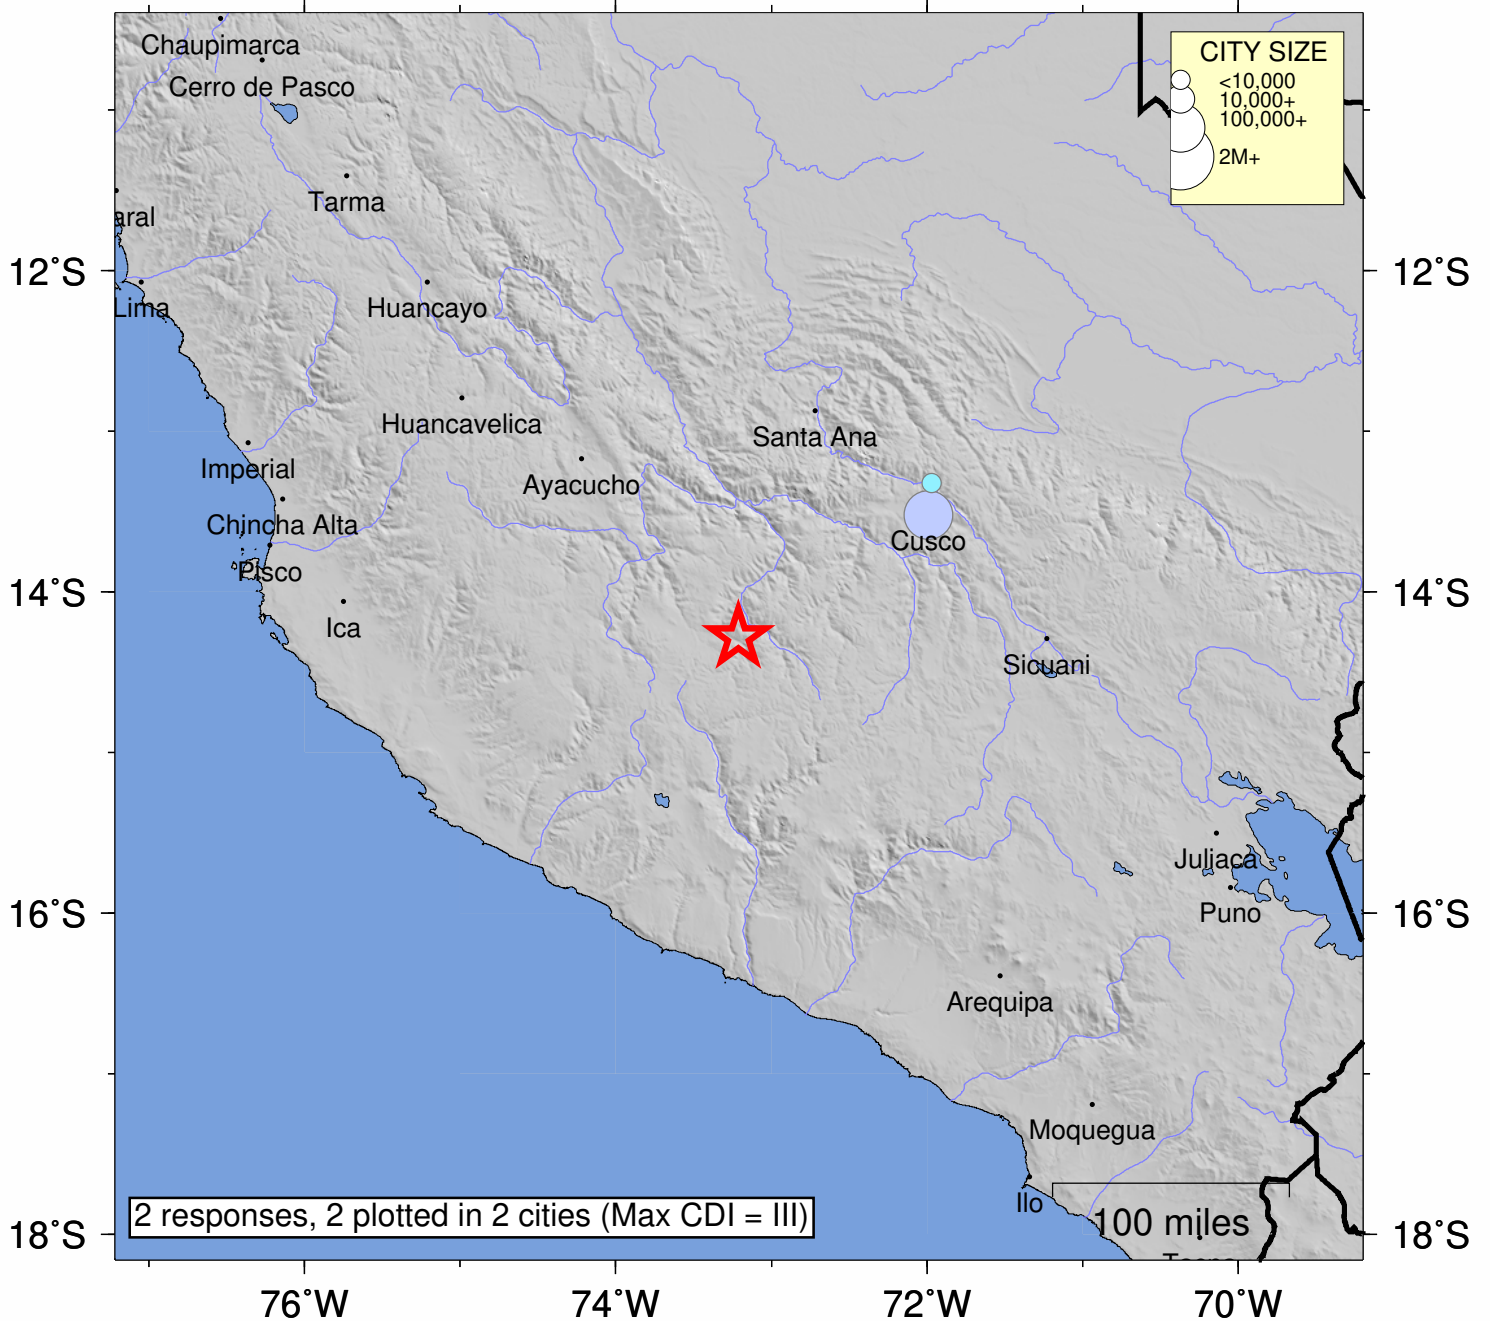 Chaupimarca
Cerro de Pasco
CITY SIZE
<10,000
10,000+
100,000+
2M+
Tarma
aral
12°S
12°S
Lima
Huancayo
Huancavelica
Santa Ana
Imperial
Ayacucho
Chincha Alta
Cusco
Pisco
14°S
14°S
Ica
Sicuani
Juliaca
Puno
16°S
16°S
Arequipa
Moquegua
Ilo
2 responses, 2 plotted in 2 cities (Max CDI = III)
100 miles
18°S
18°S
76°W
74°W
72°W
70°W